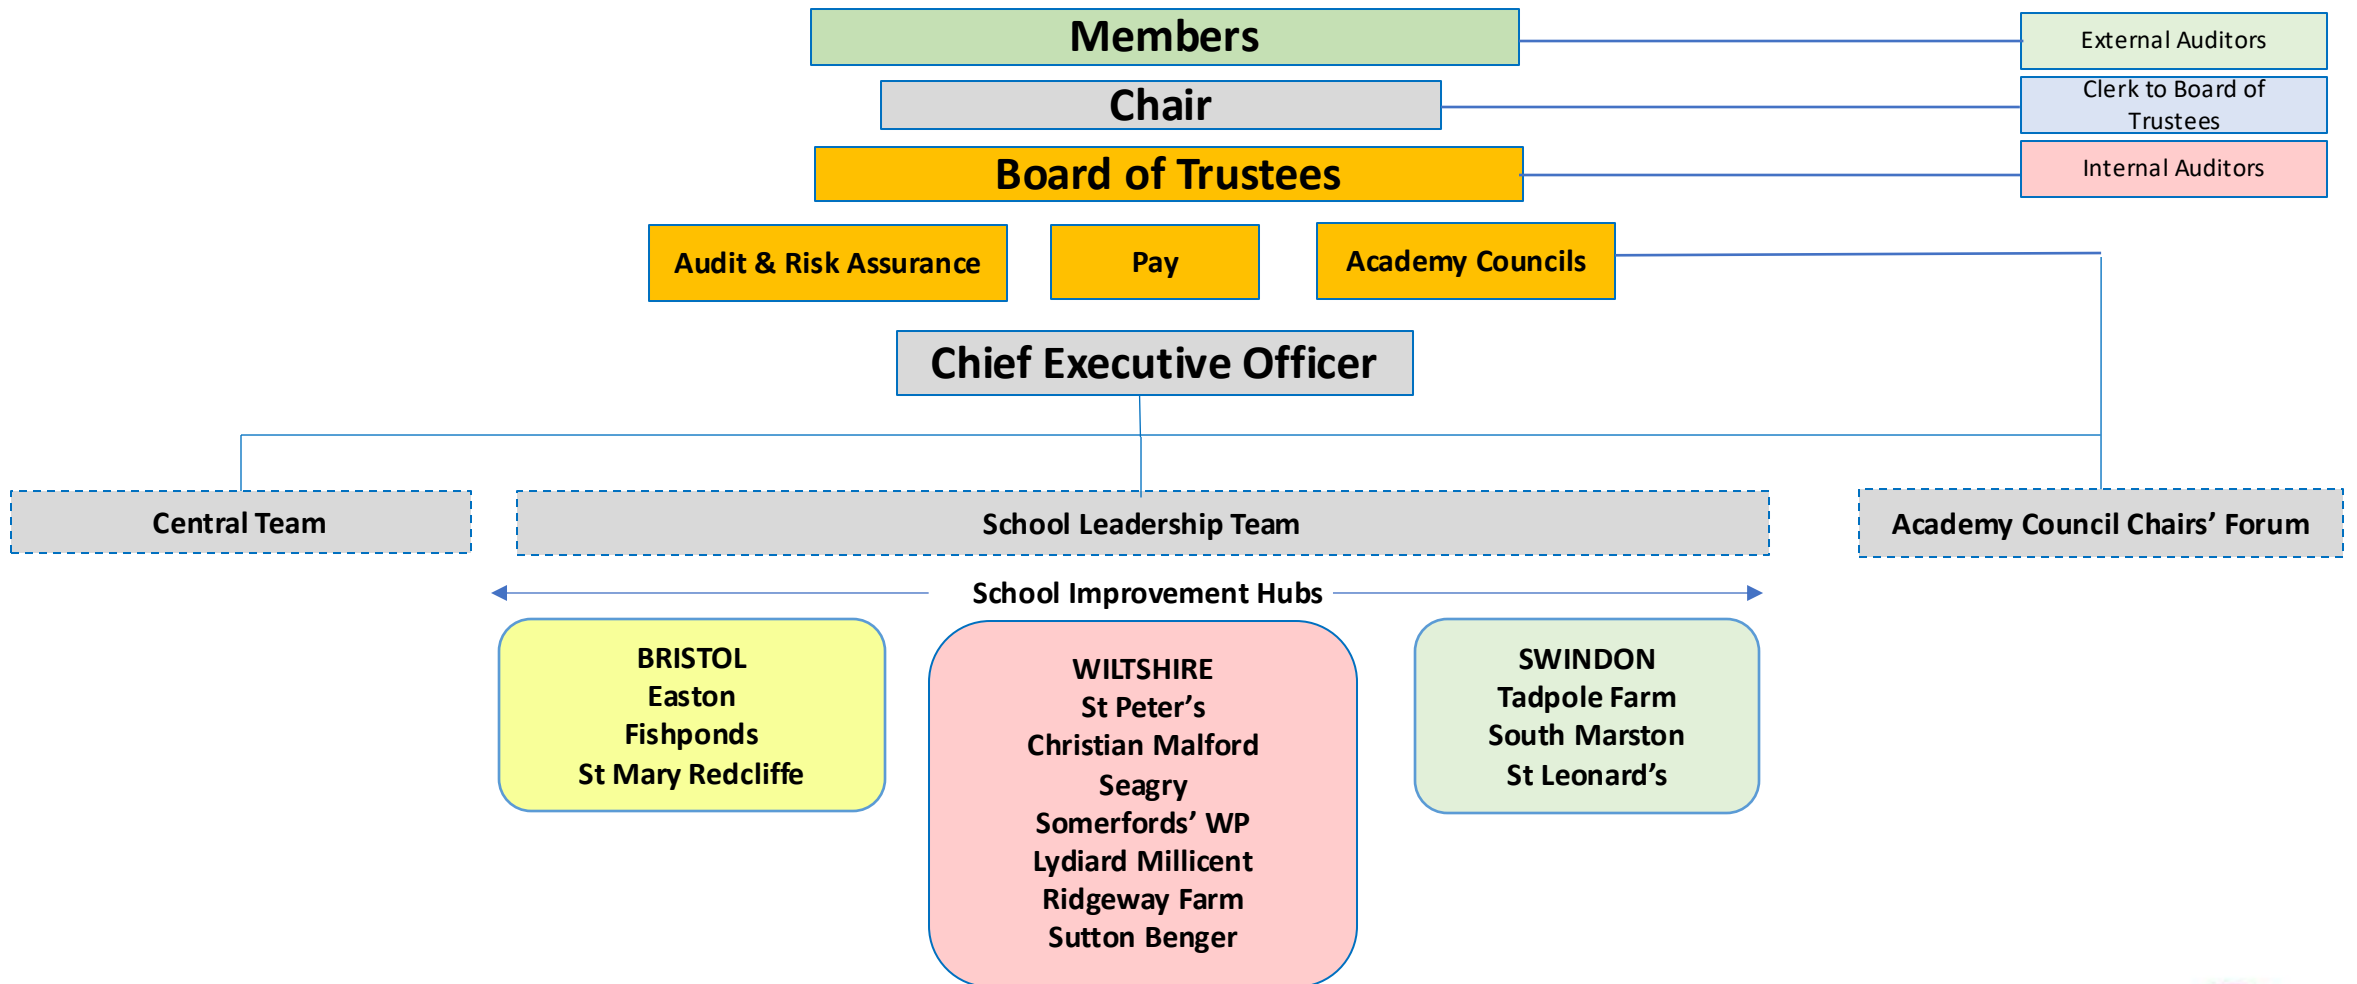 Members
External Auditors
Chair
Clerk to Board of
Trustees
Board of Trustees
Internal Auditors
Audit & Risk Assurance
Pay
Academy Councils
Chief Executive Officer
Central Team
School Leadership Team
Academy Council Chairs’ Forum
School Improvement Hubs
BRISTOL
Easton
Fishponds
St Mary Redcliffe
WILTSHIRE
St Peter’s
Christian Malford
Seagry
Somerfords’ WP
Lydiard Millicent
Ridgeway Farm
Sutton Benger
SWINDON
Tadpole Farm
South Marston
St Leonard’s